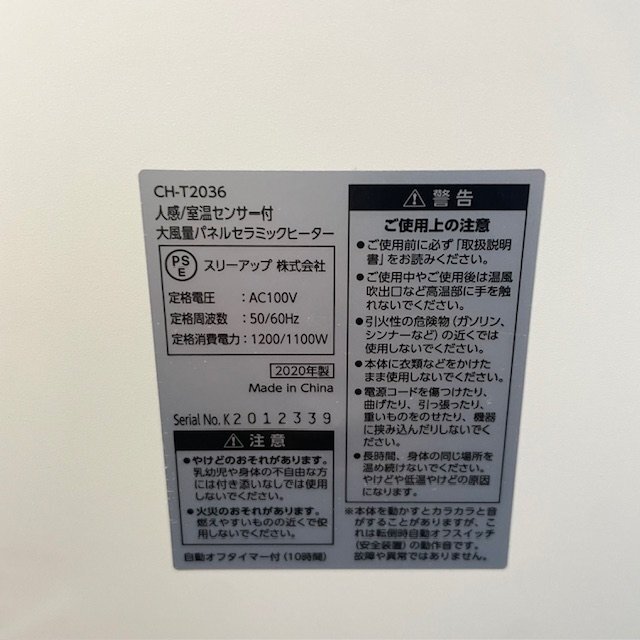 CH-T2036
人感/室温センサー付
大風量パネルセラミックヒーター
PS
E
スリーアップ 株式会社
定格電圧 : AC100V
定格周波数 : 50/60Hz
定格消費電力 : 1200/1100W
2020年製
Made in China
Serial No. K2012339
⚠ 注意
●やけどのおそれがあります。
乳幼児や身体の不自由な方
には付き添いなしでは使用
しないでください。
●火災のおそれがあります。
燃えやすいものの近くで使
用しないでください。
自動オフタイマー付(10時間)
⚠ 警告
ご使用上の注意
●ご使用前に必ず「取扱説明
書」をお読みください。
●ご使用中やご使用後は温風
吹出口など高温部に手を触
れないでください。
●引火性の危険物(ガソリン、
シンナーなど)の近くでは
使用しないでください。
●本体に衣類などをかけた
まま使用しないでください。
●電源コードを傷つけたり、
曲げたり、引っ張ったり、
重いものをのせたり、機器
に挟み込んだりしないでく
ださい。
●長時間、身体の同じ場所を
温め続けないでください。
やけどや低温やけどの原因
になります。
※本体を動かすとカラカラと音
がすることがありますが、こ
れは転倒時自動オフスイッチ
(安全装置)の動作音です。
故障や異常ではありません。